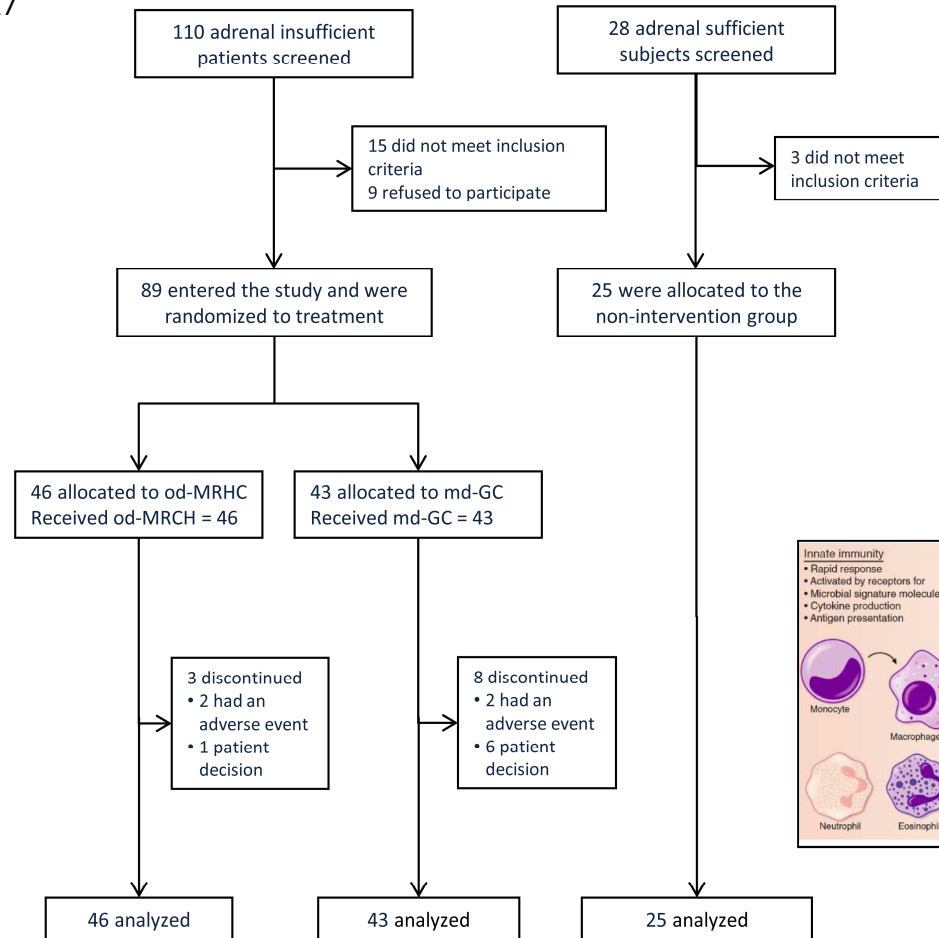 7
110 adrenal insufficient
patients screened
28 adrenal sufficient
subjects screened
15 did not meet inclusion
criteria
9 refused to participate
3 did not meet
inclusion criteria
89 entered the study and were
randomized to treatment
25 were allocated to the
non-intervention group
46 allocated to od-MRHC
Received od-MRCH = 46
43 allocated to md-GC
Received md-GC = 43
3 discontinued
• 2 had an
adverse event
• 1 patient
decision
8 discontinued
• 2 had an
adverse event
• 6 patient
decision
Innate immunity
• Rapid response
• Activated by receptors for
• Microbial signature molecule
• Cytokine production
• Antigen presentation
Monocyte
Macrophage
Neutrophil
Eosinophil
46 analyzed
43 analyzed
25 analyzed